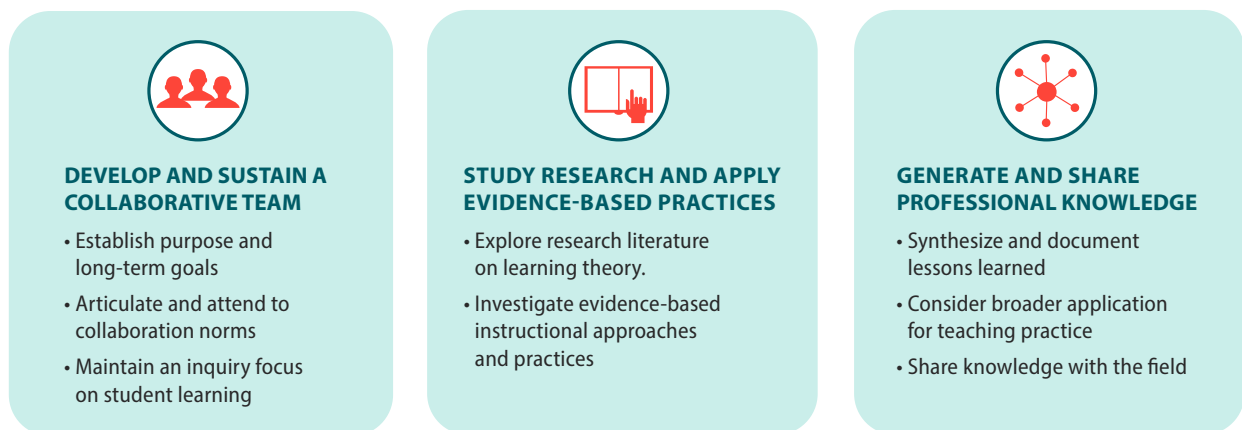 DEVELOP AND SUSTAIN A
COLLABORATIVE TEAM
• Establish purpose and
long-term goals
• Articulate and attend to
collaboration norms
• Maintain an inquiry focus
on student learning
STUDY RESEARCH AND APPLY
EVIDENCE-BASED PRACTICES
• Explore research literature
on learning theory.
• Investigate evidence-based
instructional approaches
and practices
GENERATE AND SHARE
PROFESSIONAL KNOWLEDGE
• Synthesize and document
lessons learned
• Consider broader application
for teaching practice
• Share knowledge with the field